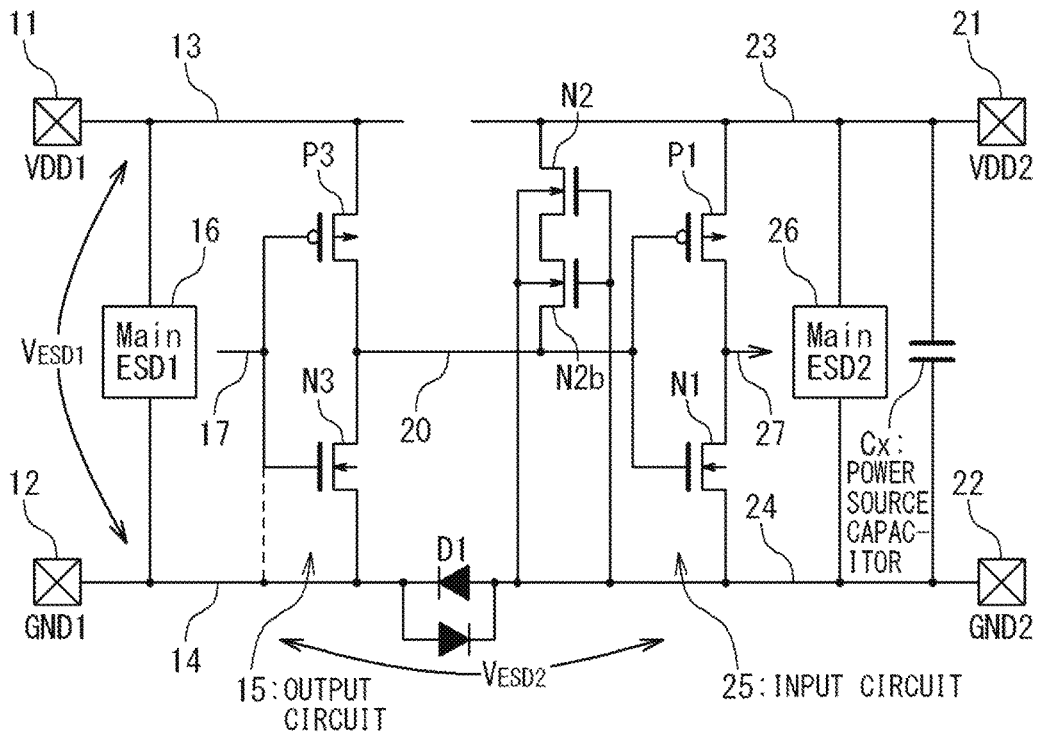 11
13
23
21
N2
VDD1
P3
P1
VDD2
16
26
Main
ESD1
Main
ESD2
VESD1
17
N3
20
N2b
N1
27
Cx:
POWER
SOURCE
CAPAC-
ITOR
12
24
22
D1
GND1
14
GND2
15:OUTPUT
CIRCUIT
VESD2
25:INPUT CIRCUIT